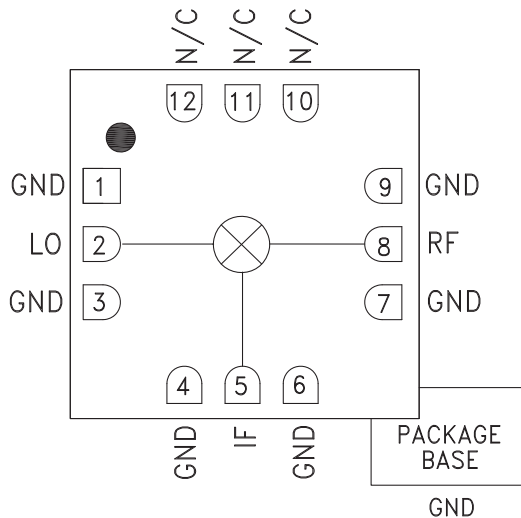 N/C N/C N/C
12 11 10
GND 1 9 GND
LO 2 8 RF
GND 3 7 GND
4 5 6
GND IF GND
PACKAGE
BASE
GND